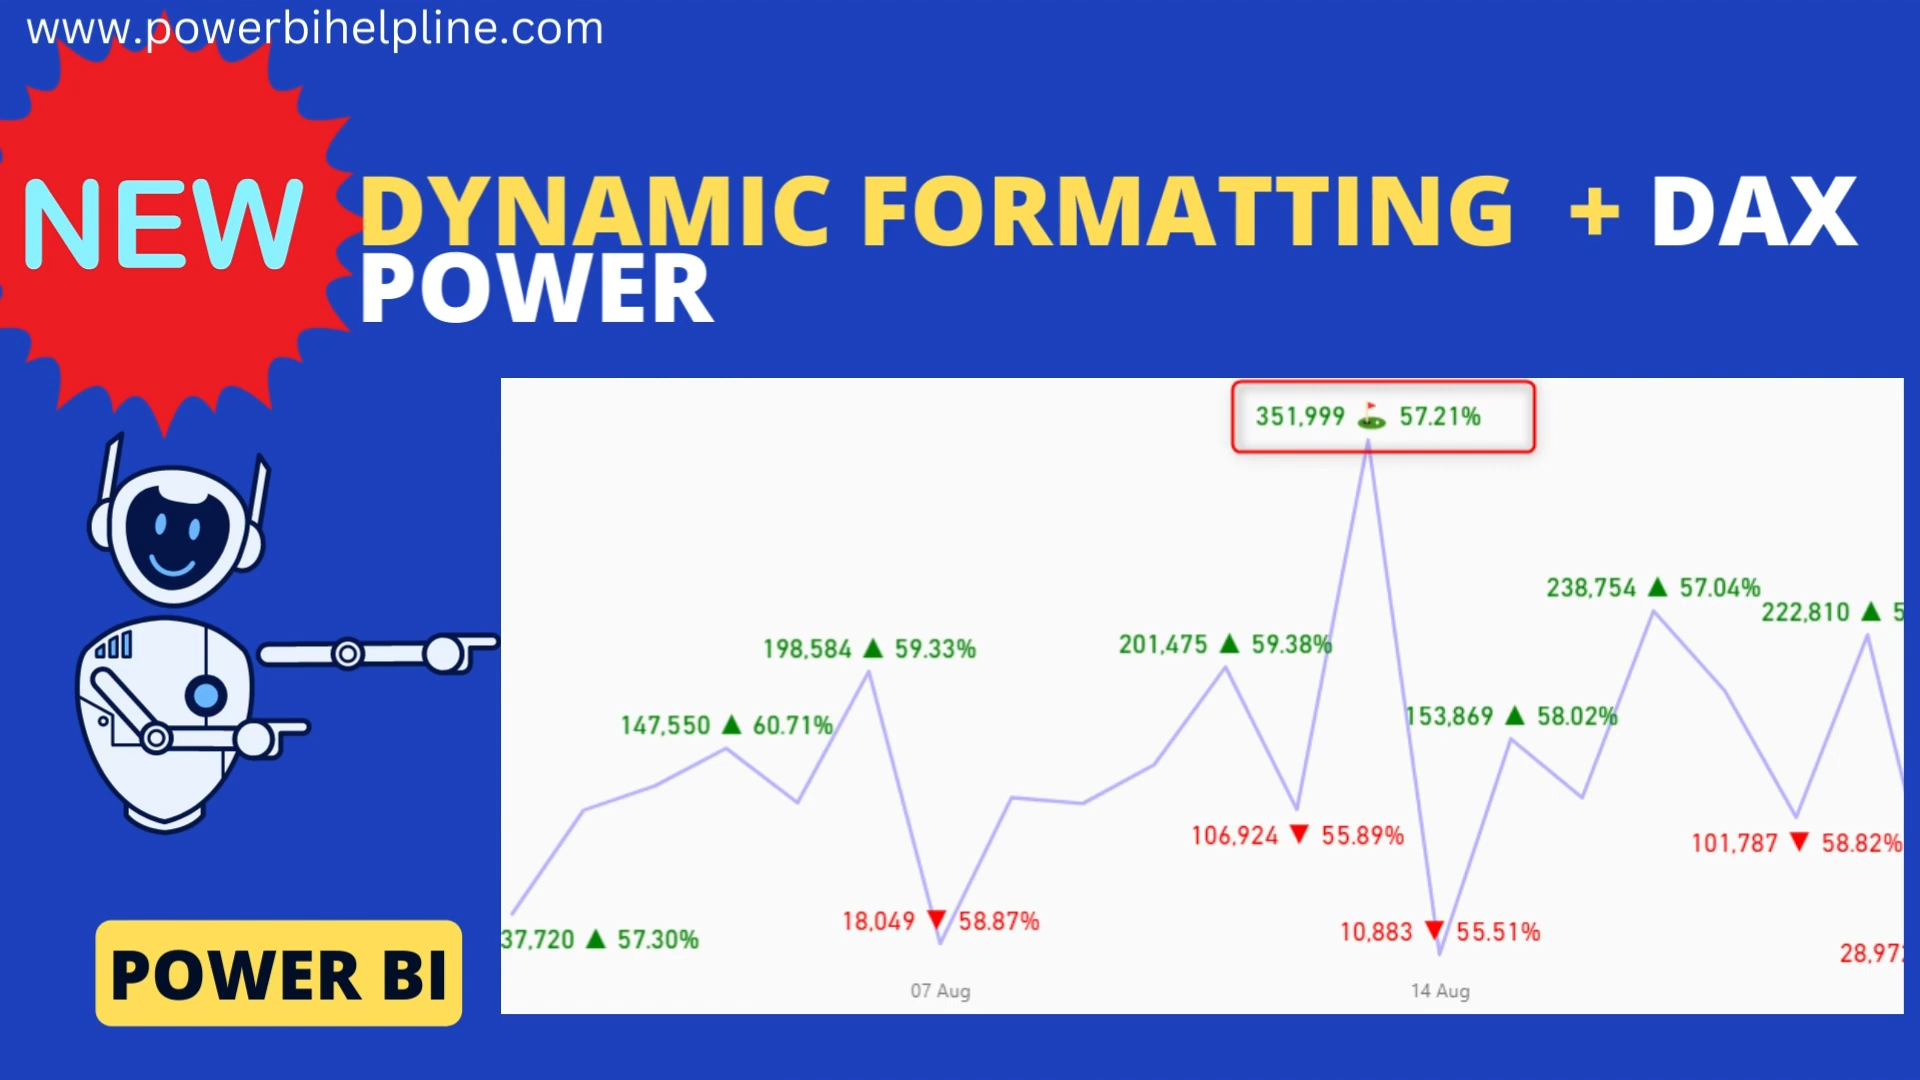 www.powerbihelpline.com
NEW
DYNAMIC FORMATTING + DAX
POWER
351,999 ⛳ 57.21%
238,754 ▲ 57.04%
222,810 ▲ 5
198,584 ▲ 59.33%
201,475 ▲ 59.38%
147,550 ▲ 60.71%
153,869 ▲ 58.02%
106,924 ▼ 55.89%
101,787 ▼ 58.82%
18,049 ▼ 58.87%
10,883 ▼ 55.51%
37,720 ▲ 57.30%
28,97
07 Aug
14 Aug
POWER BI